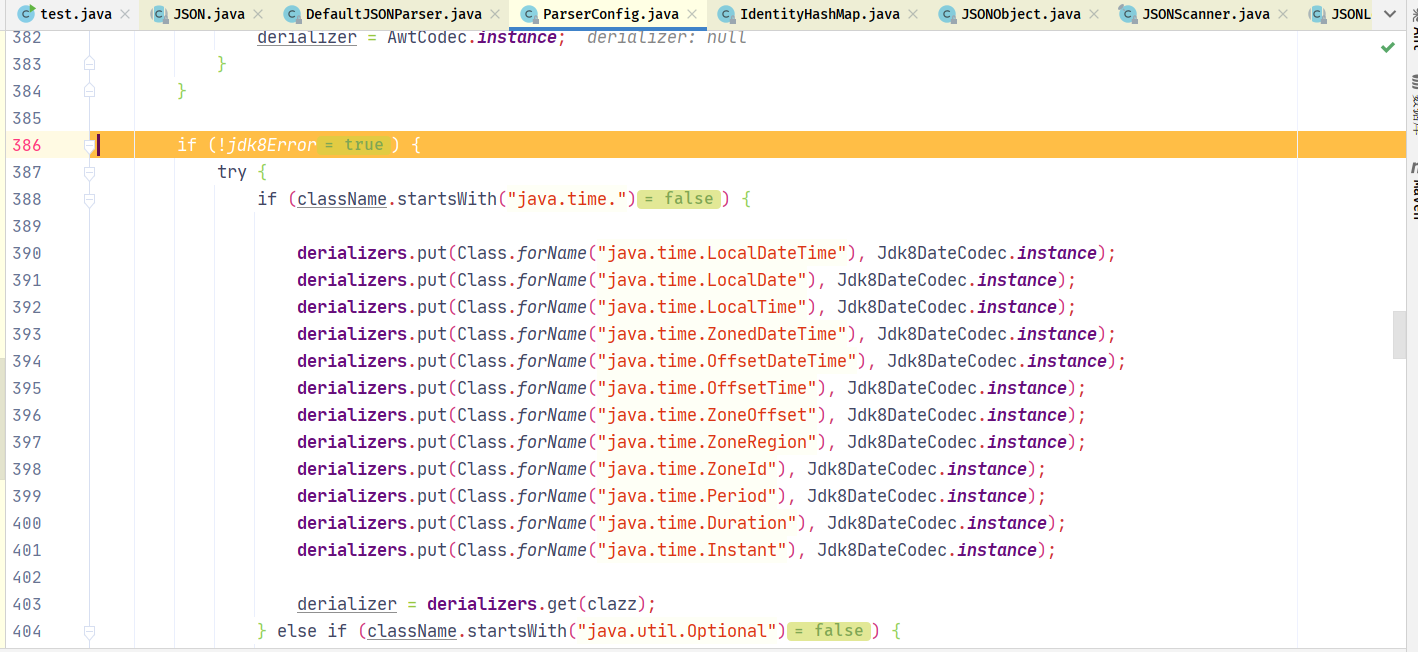 test.java JSON.java DefaultJSONParser.java ParserConfig.java IdentityHashMap.java JSONObject.java JSONScanner.java JSONL
382 derializer = AwtCodec.instance; derializer: null
383 }
384 }
385
386 if (!jdk8Error = true ) {
387 try {
388 if (className.startsWith("java.time.") = false ) {
389
390 derializers.put(Class.forName("java.time.LocalDateTime"), Jdk8DateCodec.instance);
391 derializers.put(Class.forName("java.time.LocalDate"), Jdk8DateCodec.instance);
392 derializers.put(Class.forName("java.time.LocalTime"), Jdk8DateCodec.instance);
393 derializers.put(Class.forName("java.time.ZonedDateTime"), Jdk8DateCodec.instance);
394 derializers.put(Class.forName("java.time.OffsetDateTime"), Jdk8DateCodec.instance);
395 derializers.put(Class.forName("java.time.OffsetTime"), Jdk8DateCodec.instance);
396 derializers.put(Class.forName("java.time.ZoneOffset"), Jdk8DateCodec.instance);
397 derializers.put(Class.forName("java.time.ZoneRegion"), Jdk8DateCodec.instance);
398 derializers.put(Class.forName("java.time.ZoneId"), Jdk8DateCodec.instance);
399 derializers.put(Class.forName("java.time.Period"), Jdk8DateCodec.instance);
400 derializers.put(Class.forName("java.time.Duration"), Jdk8DateCodec.instance);
401 derializers.put(Class.forName("java.time.Instant"), Jdk8DateCodec.instance);
402
403 derializer = derializers.get(clazz);
404 } else if (className.startsWith("java.util.Optional") = false ) {